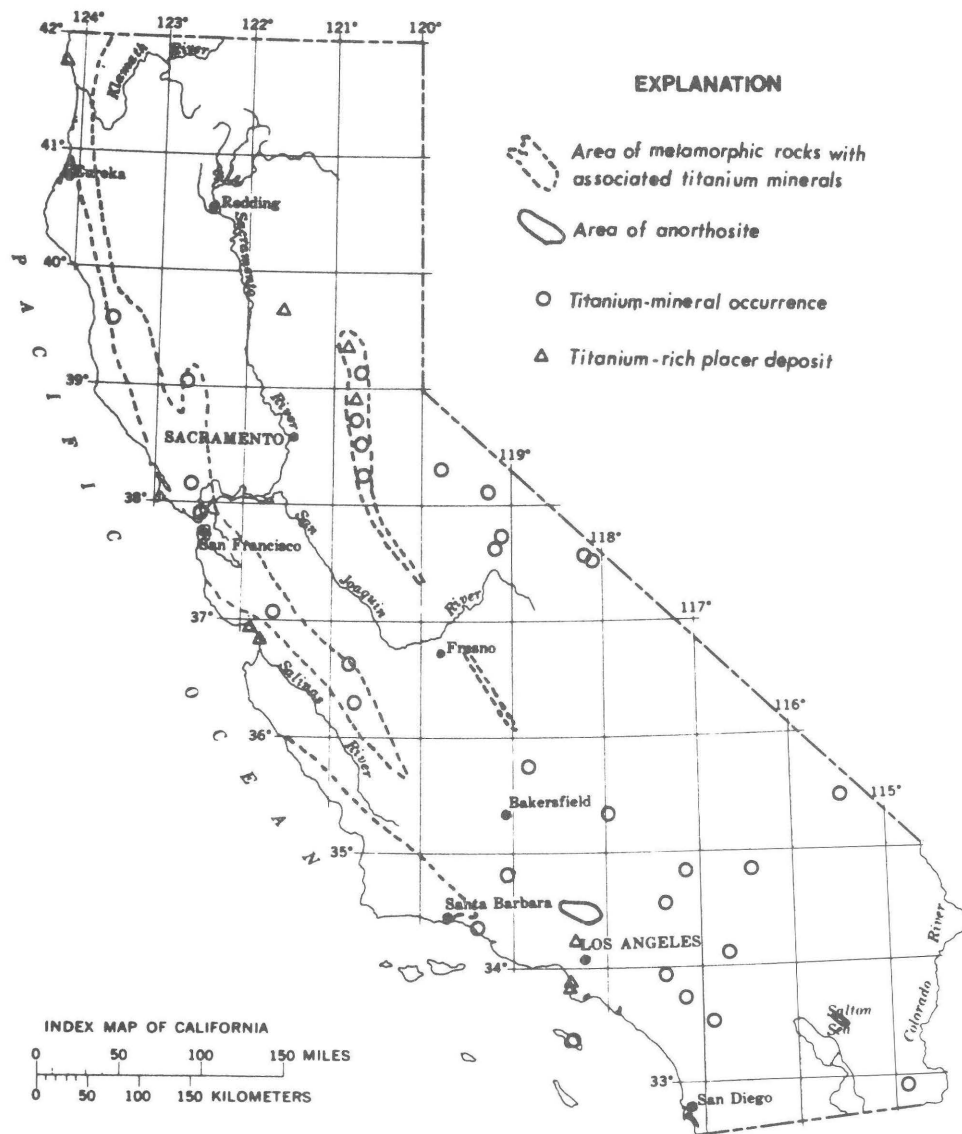 124° 123° 122° 121° 120°
42°
Klamath River
EXPLANATION
Area of metamorphic rocks with
associated titanium minerals
Area of anorthosite
Titanium-mineral occurrence
Titanium-rich placer deposit
41°
Eureka
Redding
Sacramento River
40°
39°
SACRAMENTO
119°
38°
San Francisco
San Joaquin River
118°
37°
117°
Fresno
Salinas River
36°
116°
115°
Bakersfield
35°
Santa Barbara
LOS ANGELES
34°
Salton
Sea
Colorado River
33°
San Diego
PACIFIC OCEAN
INDEX MAP OF CALIFORNIA
0 50 100 150 MILES
0 50 100 150 KILOMETERS